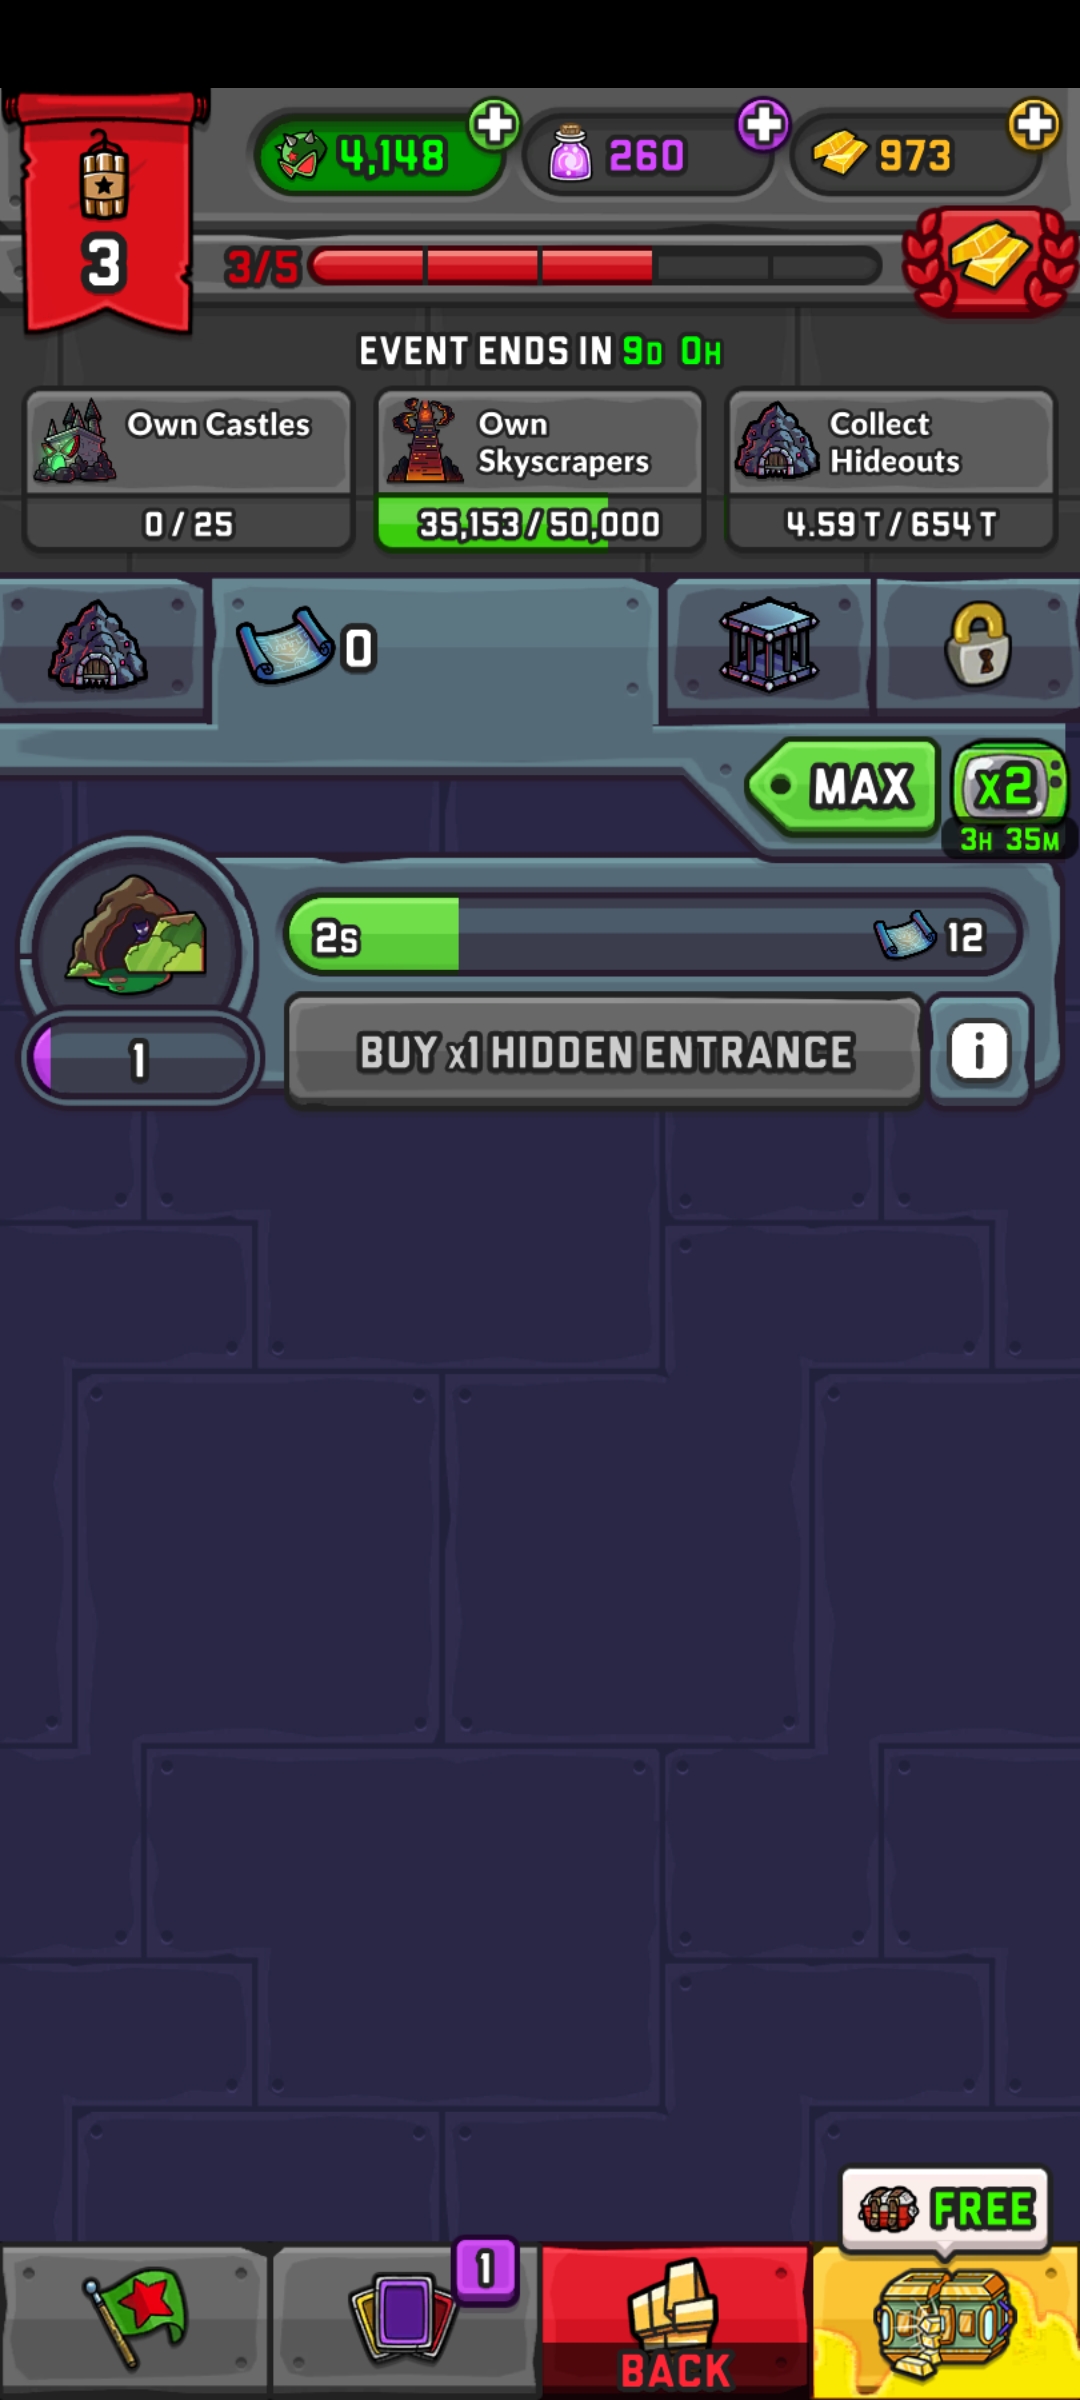 4,148
260
973
3
3/5
EVENT ENDS IN 9D 0H
Own Castles
0 / 25
Own
Skyscrapers
35,153 / 50,000
Collect
Hideouts
4.59 T / 654 T
0
MAX
x2
3H 35M
2s
12
1
BUY x1 HIDDEN ENTRANCE
i
FREE
1
BACK